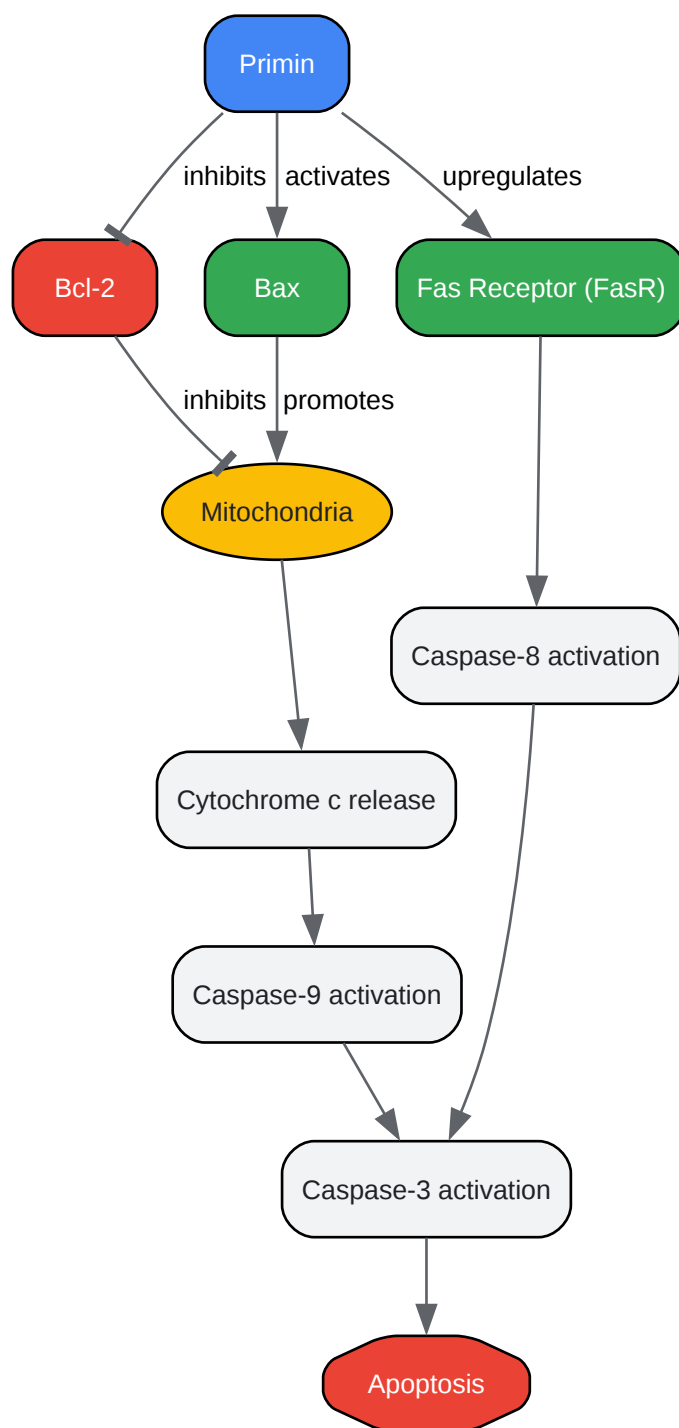 Primin
inhibits activates upregulates
Bcl-2 Bax Fas Receptor (FasR)
inhibits promotes
Mitochondria
Caspase-8 activation
Cytochrome c release
Caspase-9 activation
Caspase-3 activation
Apoptosis